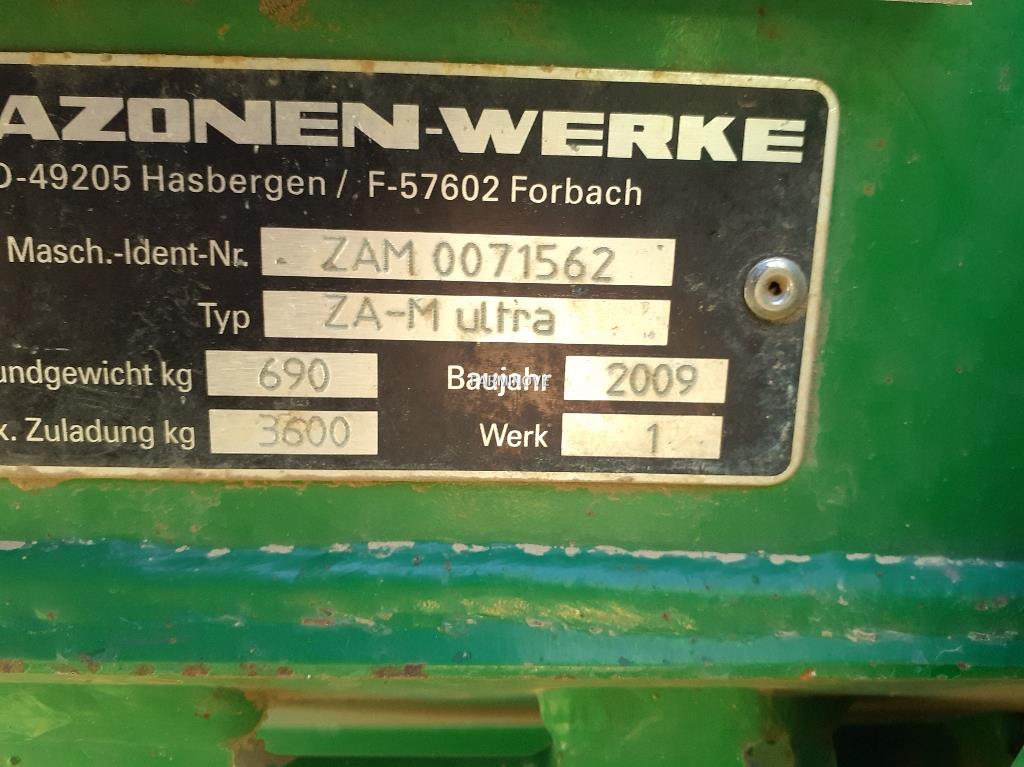 AZONEN-WERKE
D-49205 Hasbergen / F-57602 Forbach
Masch.-Ident-Nr. ZAM 0071562
Typ ZA-M ultra
undgewicht kg 690 Baujahr 2009
x. Zuladung kg 3600 Werk 1